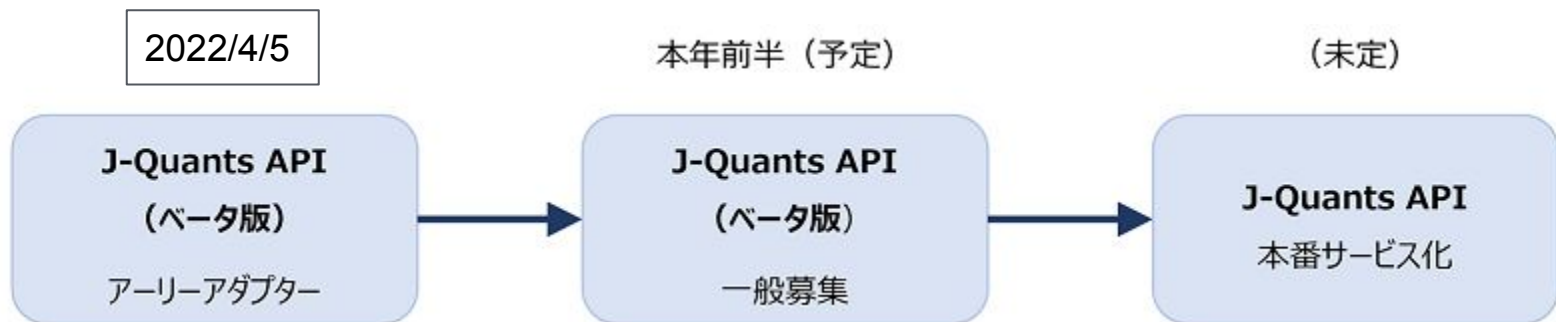 2022/4/5
本年前半（予定）
（未定）
J-Quants API
（ベータ版）
アーリーアダプター
J-Quants API
（ベータ版）
一般募集
J-Quants API
本番サービス化